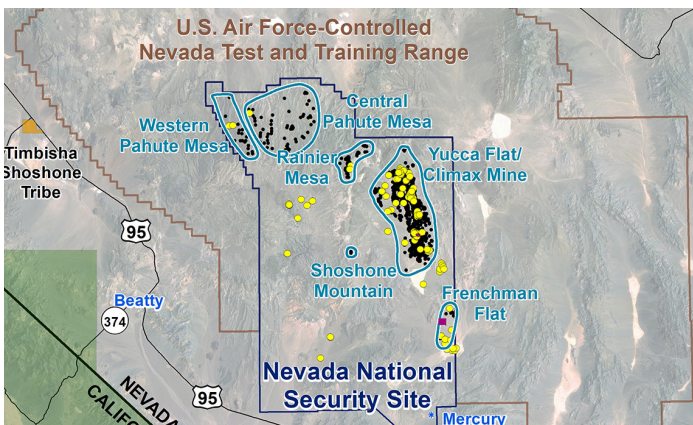 U.S. Air Force-Controlled
Nevada Test and Training Range
Central
Pahute Mesa
Western
Pahute Mesa
Rainier
Mesa
Yucca Flat/
Climax Mine
Timbisha
Shoshone
Tribe
95
Shoshone
Mountain
Beatty
374
Frenchman
Flat
Nevada National
Security Site
NEVADA
CALIFO
95
* Mercury